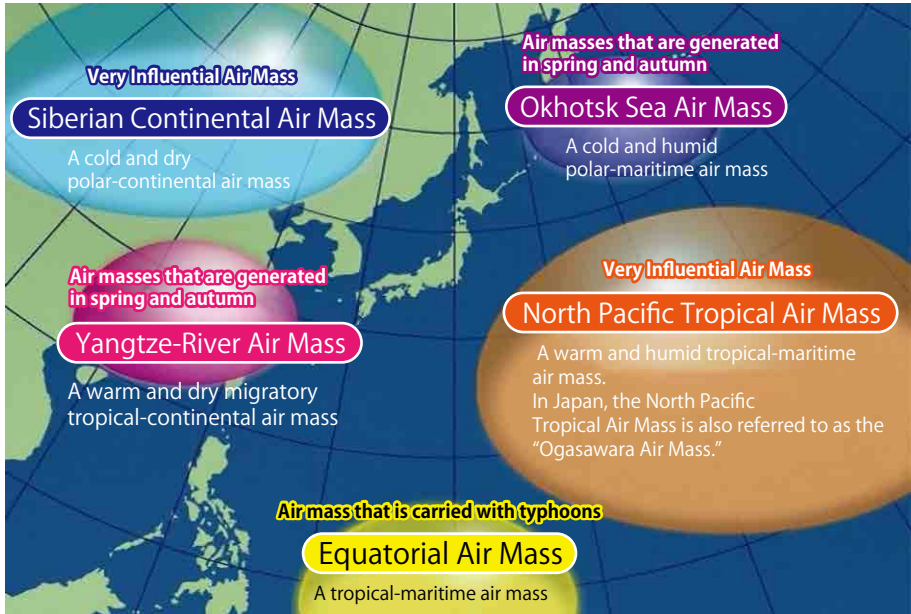 Very Influential Air Mass
Siberian Continental Air Mass
A cold and dry
polar-continental air mass
Air masses that are generated
in spring and autumn
Okhotsk Sea Air Mass
A cold and humid
polar-maritime air mass
Air masses that are generated
in spring and autumn
Yangtze-River Air Mass
A warm and dry migratory
tropical-continental air mass
Very Influential Air Mass
North Pacific Tropical Air Mass
A warm and humid tropical-maritime
air mass.
In Japan, the North Pacific
Tropical Air Mass is also referred to as the
“Ogasawara Air Mass.”
Air mass that is carried with typhoons
Equatorial Air Mass
A tropical-maritime air mass